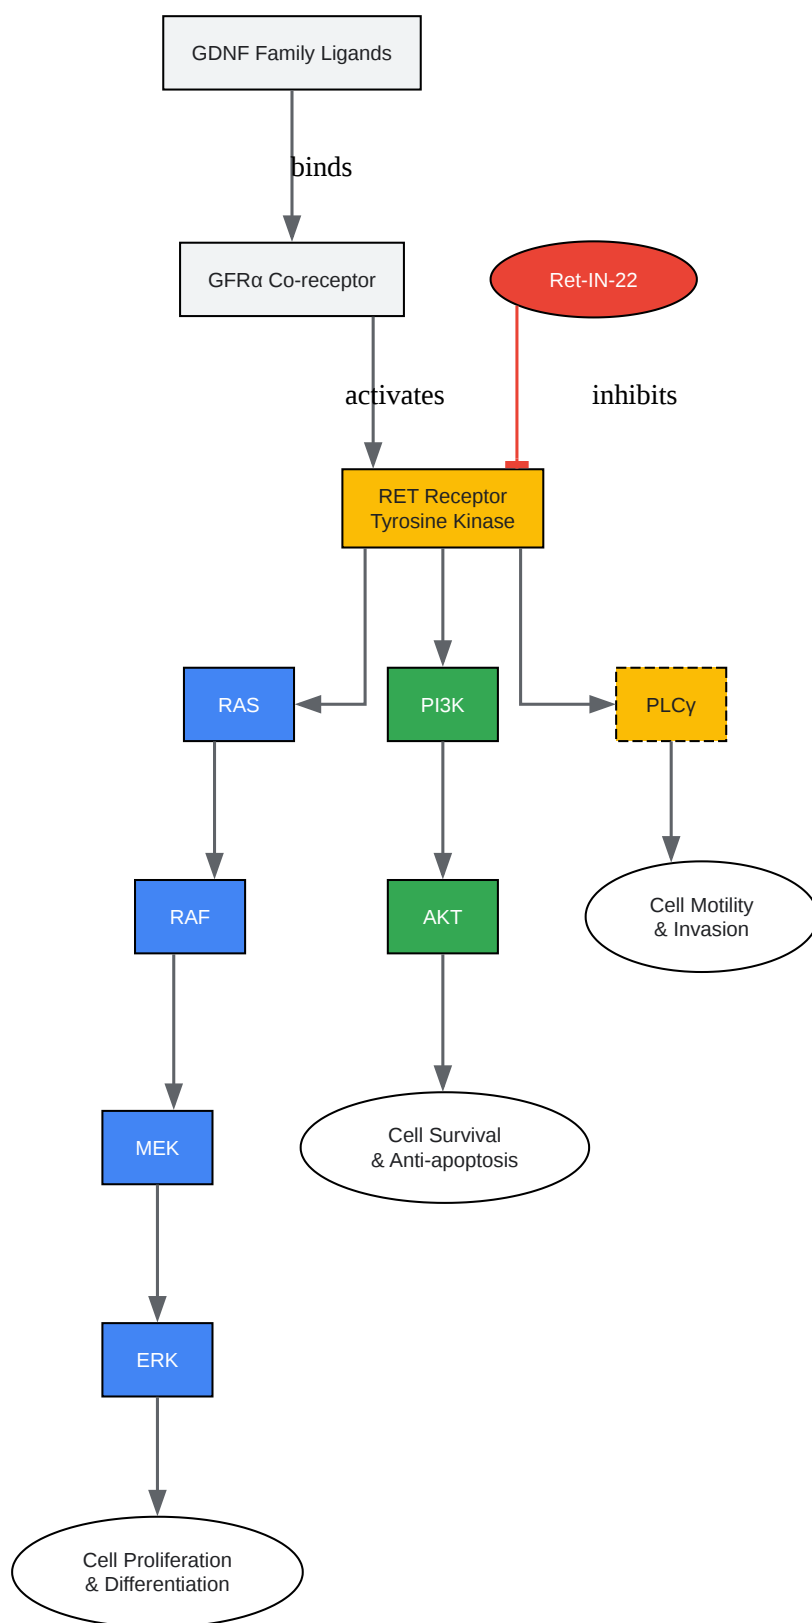 GDNF Family Ligands
binds
GFRα Co-receptor
Ret-IN-22
activates
inhibits
RET Receptor
Tyrosine Kinase
RAS
PI3K
PLCγ
RAF
AKT
Cell Motility
& Invasion
MEK
Cell Survival
& Anti-apoptosis
ERK
Cell Proliferation
& Differentiation